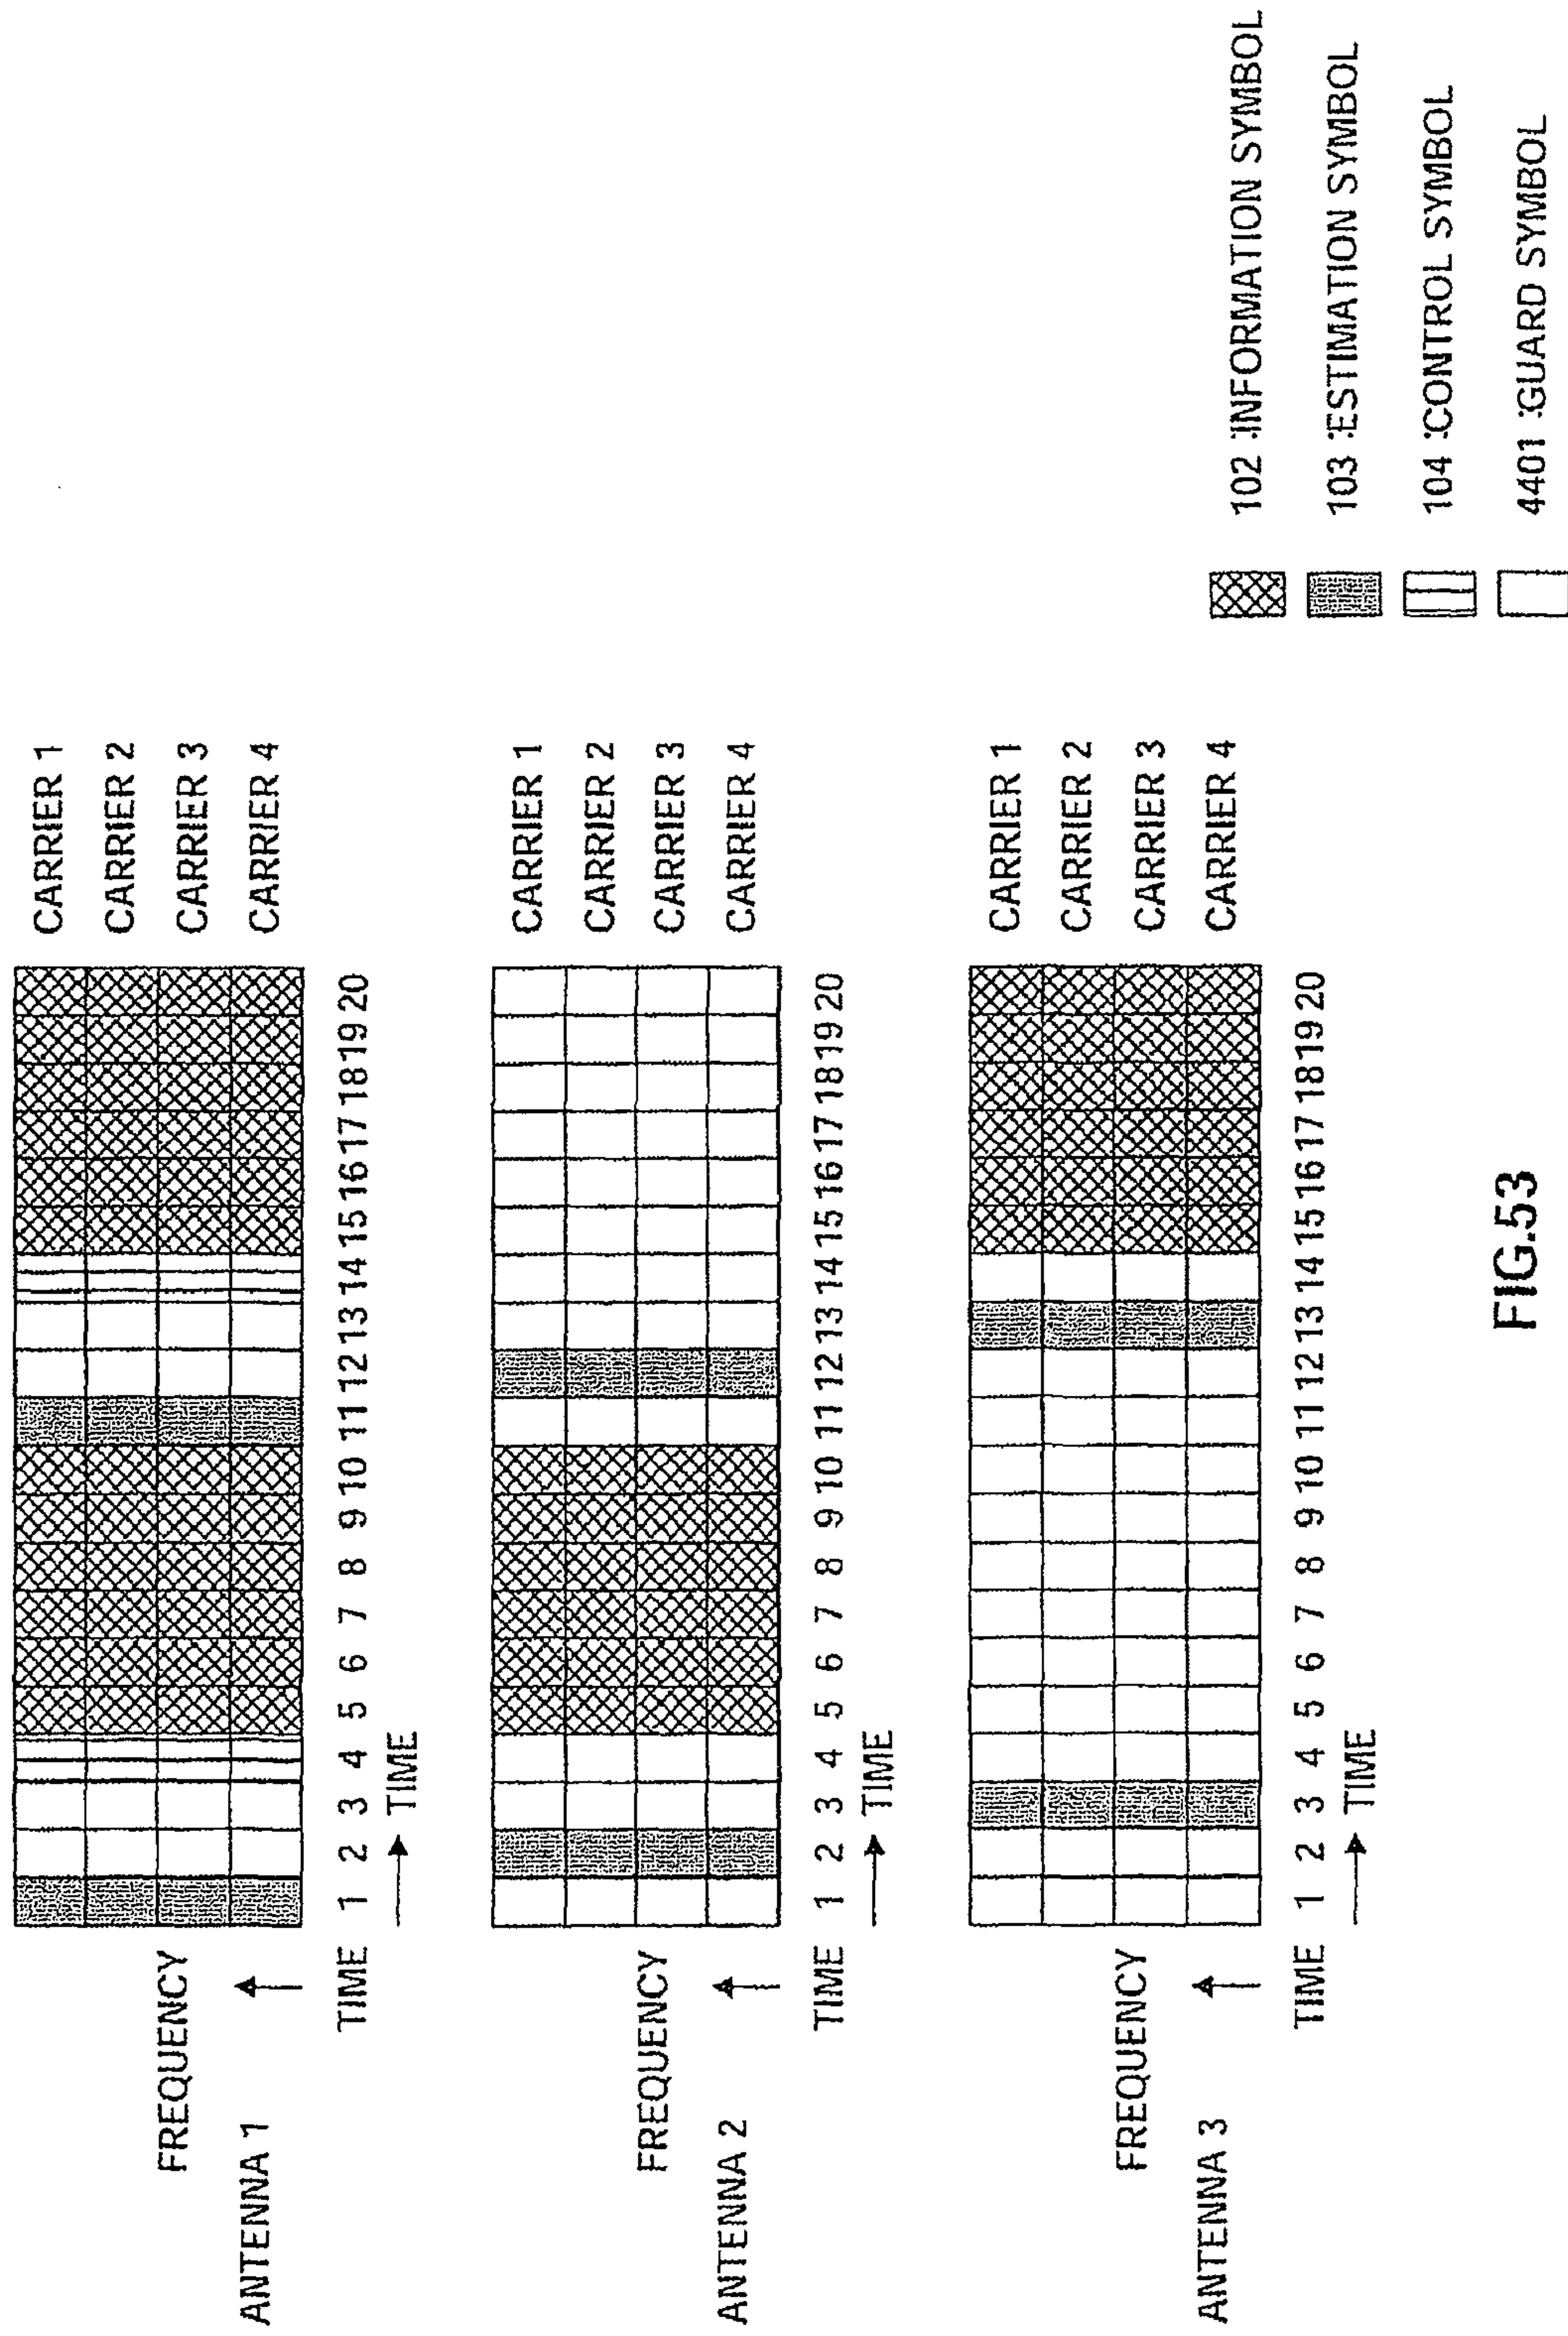 FREQUENCY
ANTENNA 1
CARRIER 1
CARRIER 2
CARRIER 3
CARRIER 4
TIME 1 2 3 4 5 6 7 8 9 10 11 12 13 14 15 16 17 18 19 20
TIME
FREQUENCY
ANTENNA 2
CARRIER 1
CARRIER 2
CARRIER 3
CARRIER 4
TIME 1 2 3 4 5 6 7 8 9 10 11 12 13 14 15 16 17 18 19 20
TIME
FREQUENCY
ANTENNA 3
CARRIER 1
CARRIER 2
CARRIER 3
CARRIER 4
TIME 1 2 3 4 5 6 7 8 9 10 11 12 13 14 15 16 17 18 19 20
TIME
102 :INFORMATION SYMBOL
103 :ESTIMATION SYMBOL
104 :CONTROL SYMBOL
4401 :GUARD SYMBOL
FIG.53